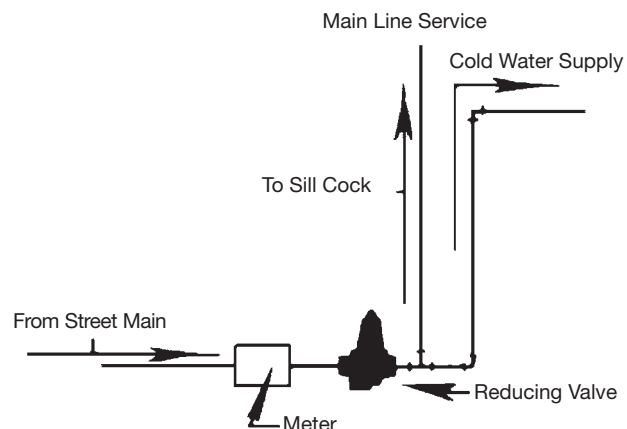 Main Line Service
Cold Water Supply
To Sill Cock
From Street Main
Reducing Valve
Meter